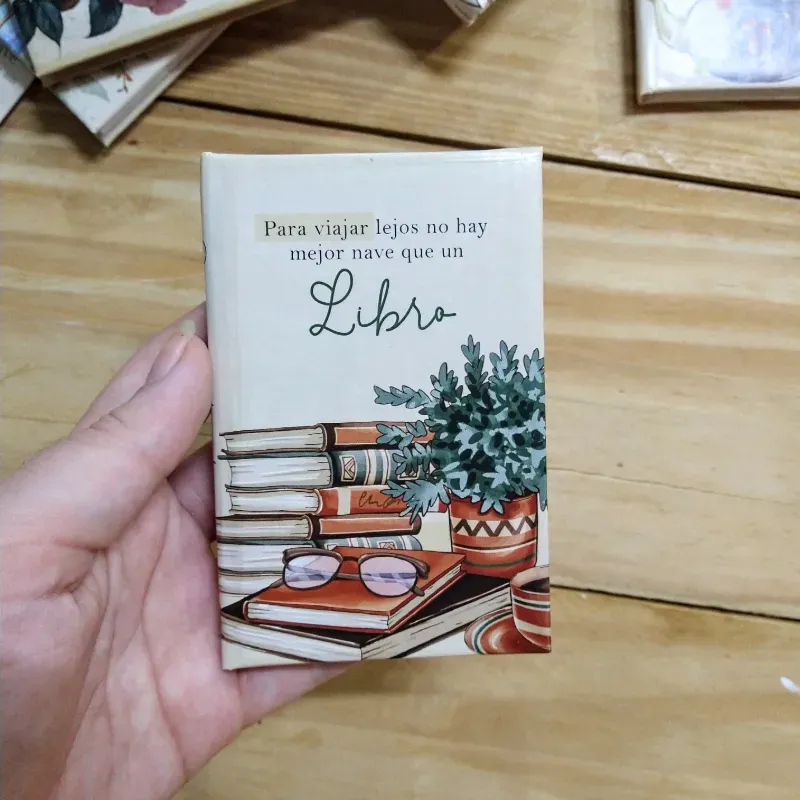 Para viajar lejos no hay
mejor nave que un
Libro